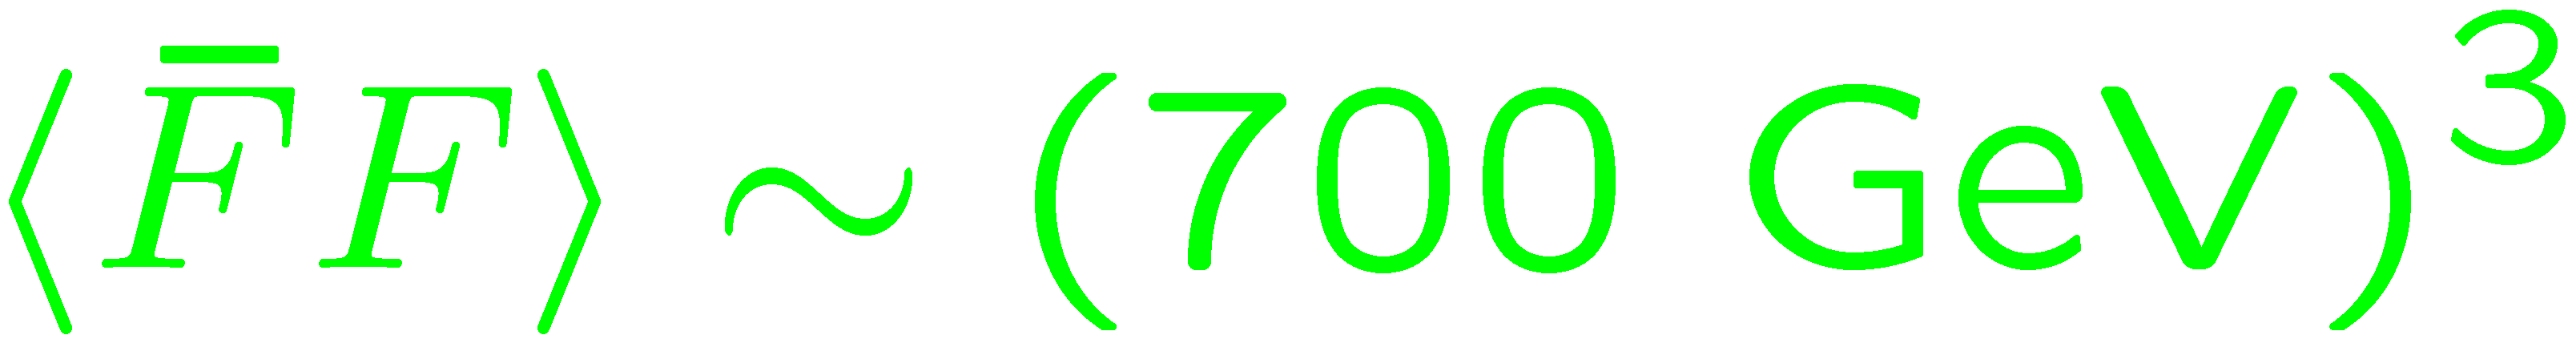 ⟨F̄F⟩ ∼ (700 GeV)³